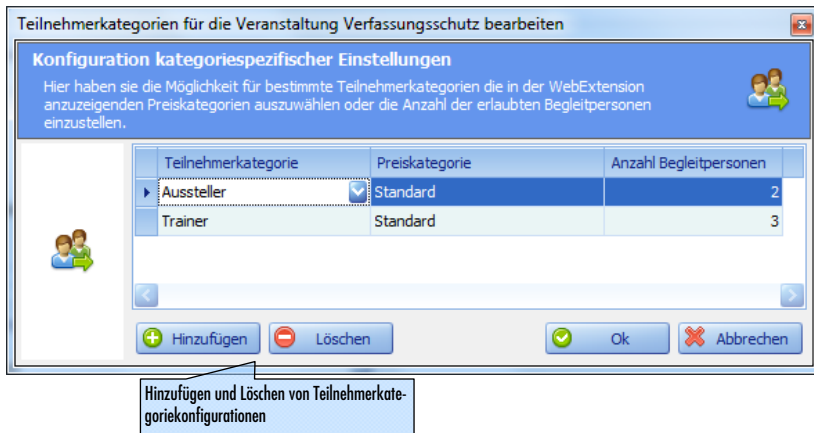 Teilnehmerkategorien für die Veranstaltung Verfassungsschutz bearbeiten
Konfiguration kategoriespezifischer Einstellungen
Hier haben sie die Möglichkeit für bestimmte Teilnehmerkategorien die in der WebExtension
anzuzeigenden Preiskategorien auszuwählen oder die Anzahl der erlaubten Begleitpersonen
einzustellen.
Teilnehmerkategorie Preiskategorie Anzahl Begleitpersonen
Aussteller Standard 2
Trainer Standard 3
Hinzufügen Löschen Ok Abbrechen
Hinzufügen und Löschen von Teilnehmerkate-
goriekonfigurationen